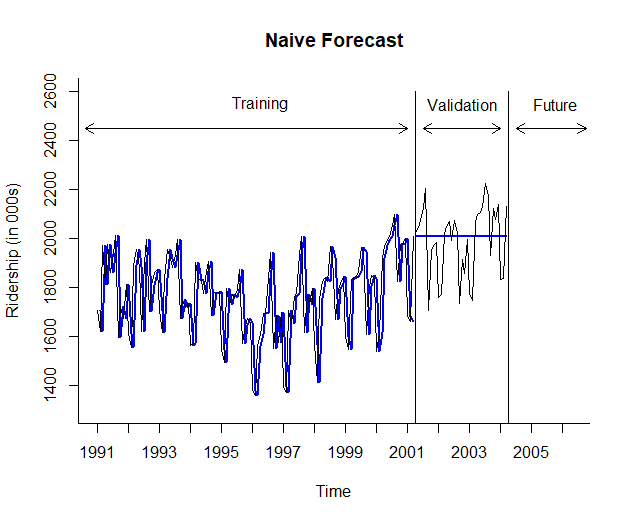 Naive Forecast
Training Validation Future
Ridership (in 000s)
2600
2400
2200
2000
1800
1600
1400
1991 1993 1995 1997 1999 2001 2003 2005
Time